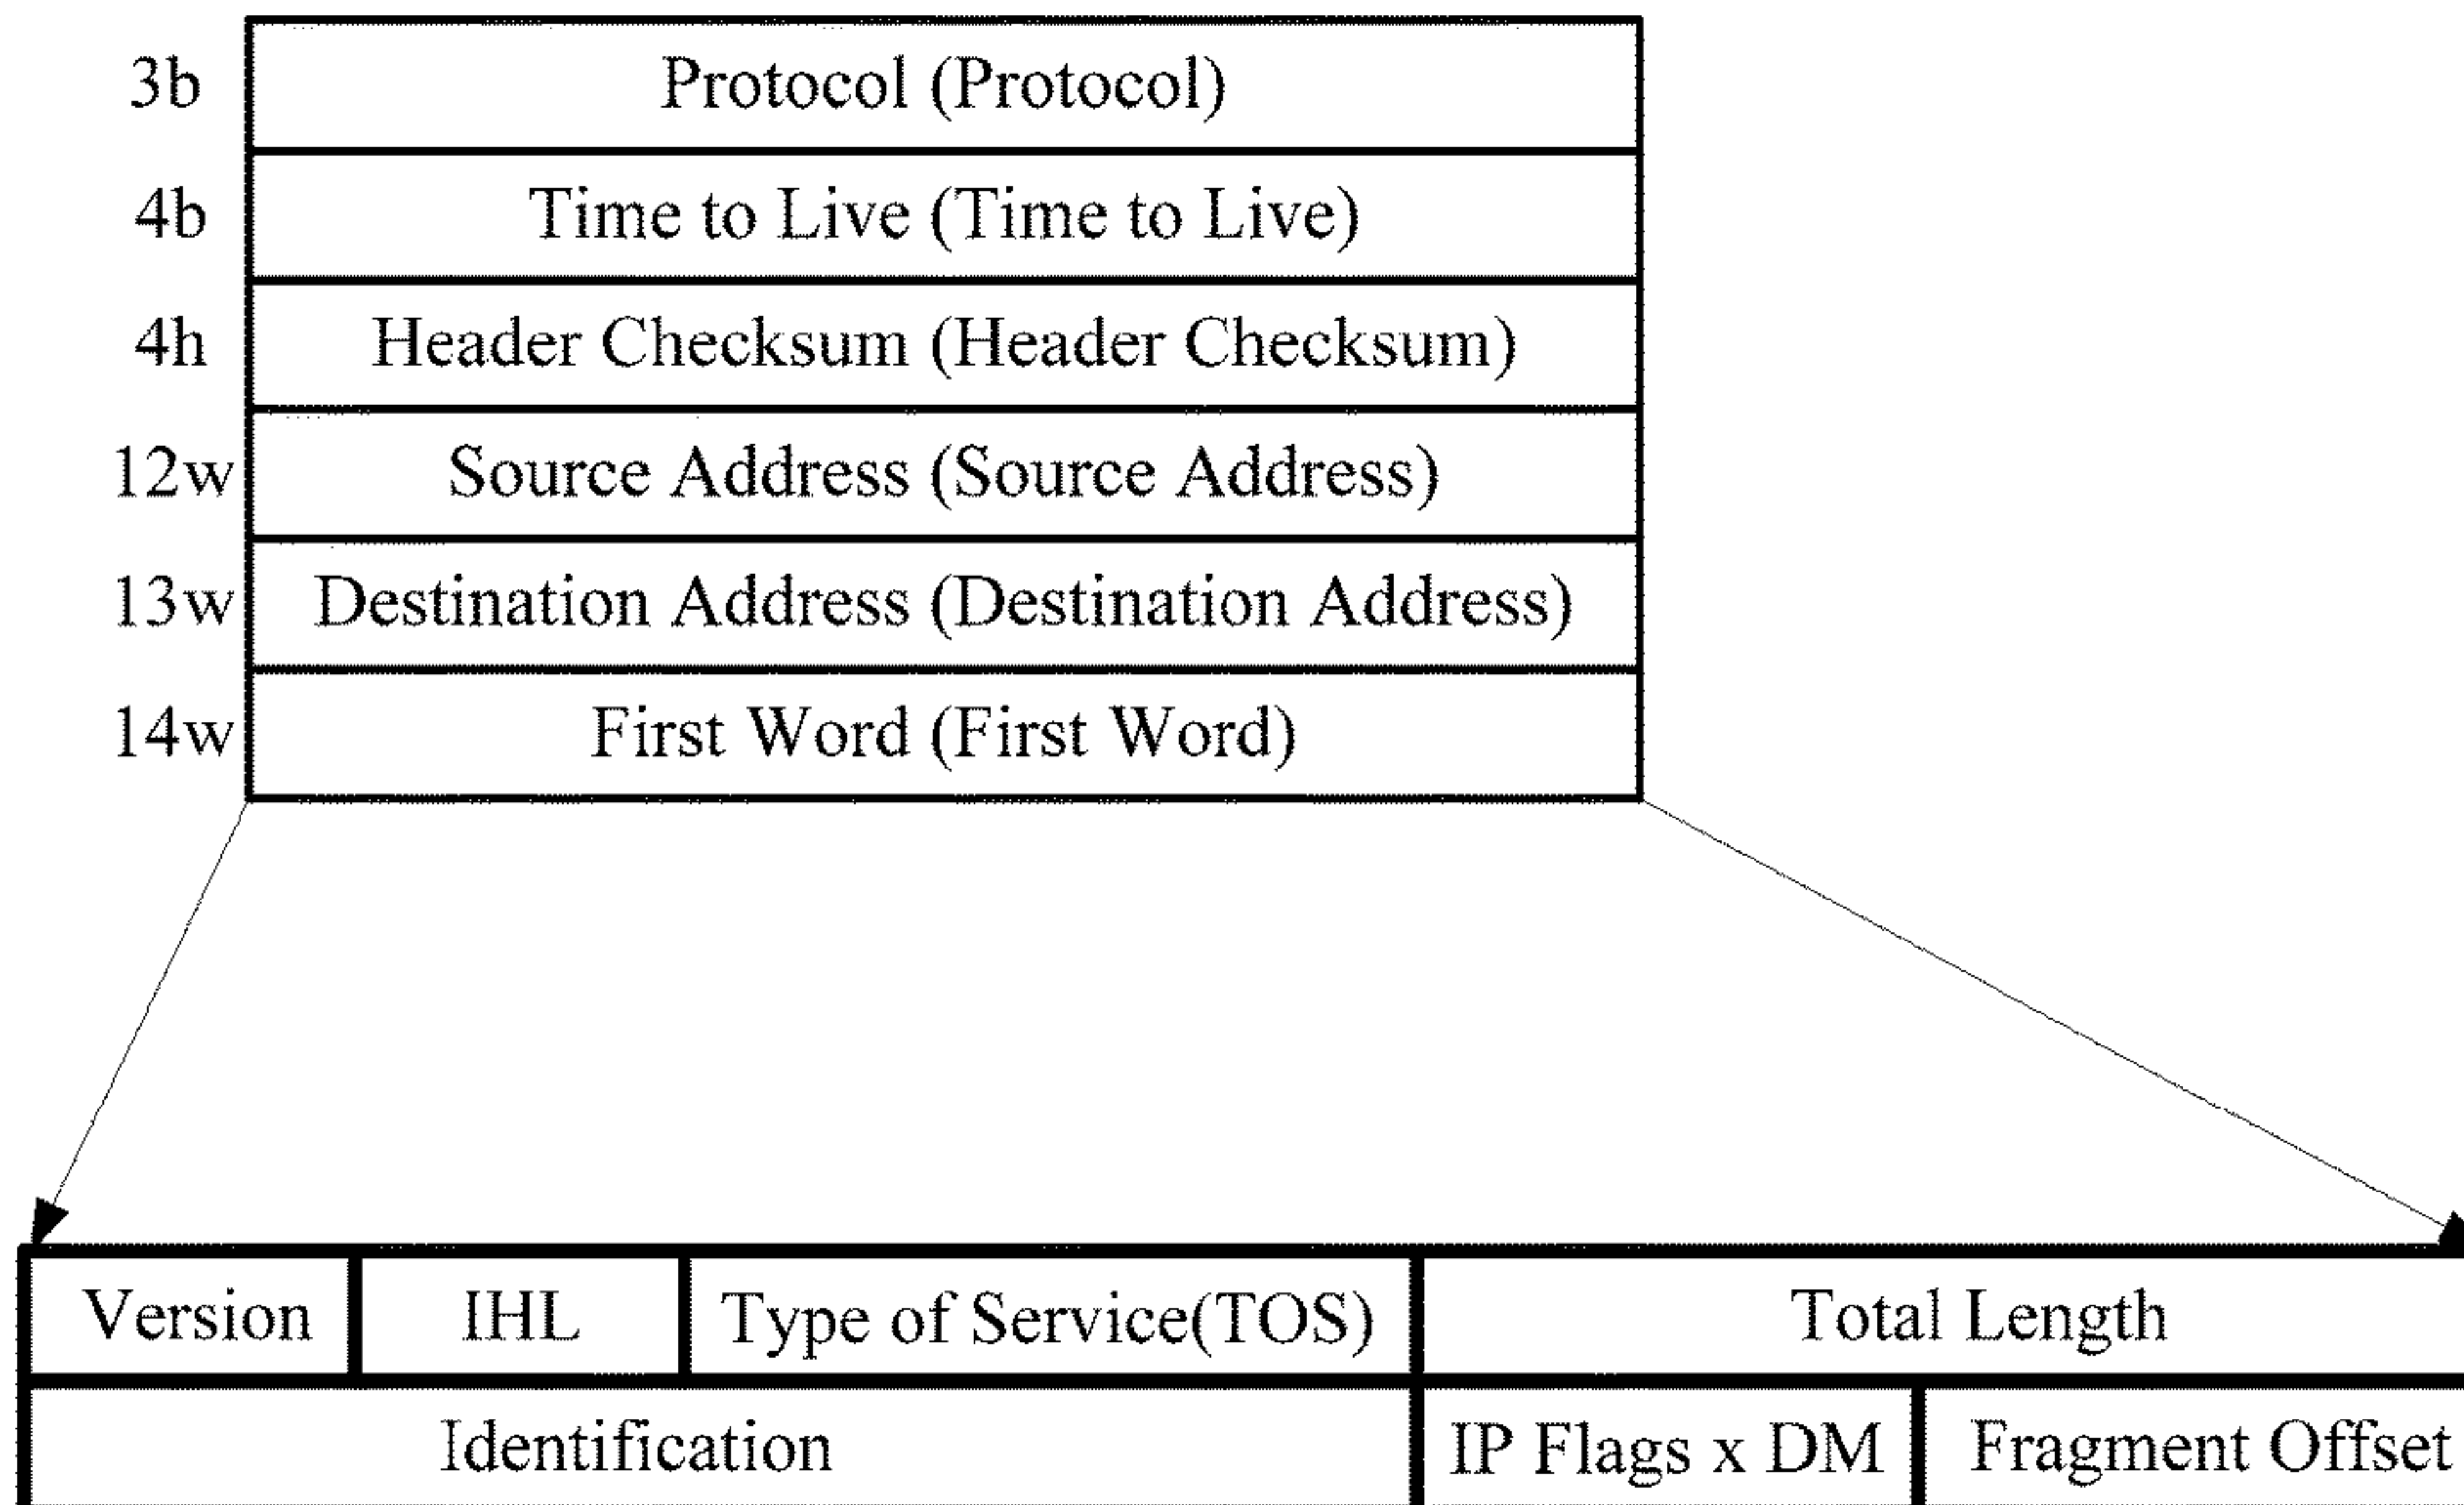 3b Protocol (Protocol)
4b Time to Live (Time to Live)
4h Header Checksum (Header Checksum)
12w Source Address (Source Address)
13w Destination Address (Destination Address)
14w First Word (First Word)
Version IHL Type of Service(TOS) Total Length
Identification IP Flags x DM Fragment Offset